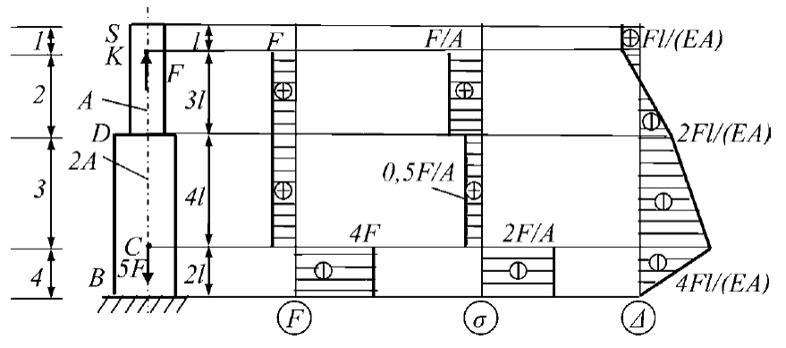 1 S l F F/A Fl/(EA)
K F
2 A 3l
D 2Fl/(EA)
2A
3 4l 0,5F/A
C 4F 2F/A
4 B 5F 2l 4Fl/(EA)
F σ Δ